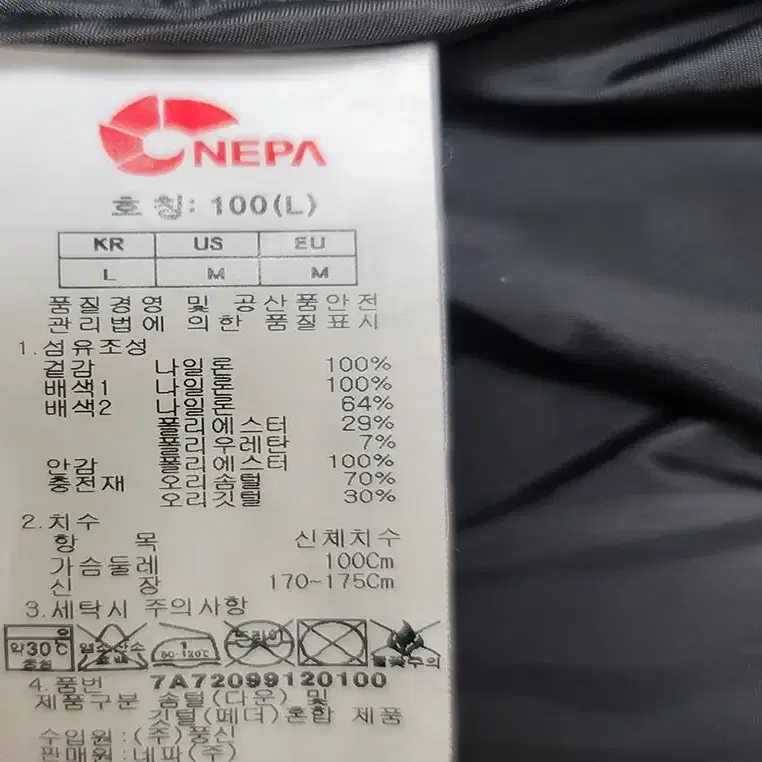 NEPA
호 칭: 100(L)
KR US EU
L M M
품질경영 및 공산품안전
관리법에 의한 품질표시
1.섬유조성
겉감 나일론 100%
배색1 나일론 100%
배색2 나일론 64%
폴리에스터 29%
폴리우레탄 7%
안감 폴리에스터 100%
충전재 오리솜털 70%
오리깃털 30%
2.치수
항 목 신체치수
가슴둘레 100Cm
신 장 170~175Cm
3.세탁시 주의사항
약30℃ 80-120℃ 드라이
4.품번 7A72099120100
제품구분 솜털(다운) 및
깃털(페더)혼합 제품
수입원:(주)풍신
판매원:네파(주)